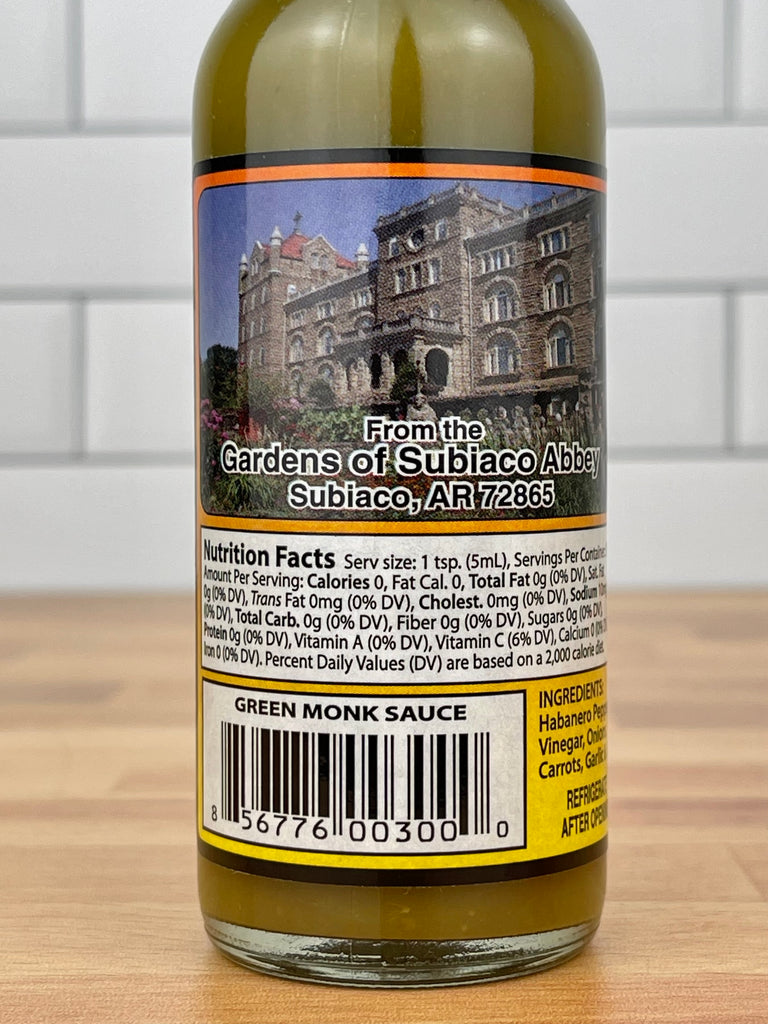 From the
Gardens of Subiaco Abbey
Subiaco, AR 72865
Nutrition Facts Serv size: 1 tsp. (5mL), Servings Per Container
Amount Per Serving: Calories 0, Fat Cal. 0, Total Fat 0g (0% DV), Sat. Fat
0g (0% DV), Trans Fat 0mg (0% DV), Cholest. 0mg (0% DV), Sodium
(0% DV), Total Carb. 0g (0% DV), Fiber 0g (0% DV), Sugars 0g (0% DV)
Protein 0g (0% DV), Vitamin A (0% DV), Vitamin C (6% DV), Calcium 0 (0%
Iron 0 (0% DV). Percent Daily Values (DV) are based on a 2,000 calorie diet.
GREEN MONK SAUCE
8 56776 00300 0
INGREDIENTS:
Habanero
Vinegar,
Carrots, Garlic
AFTER